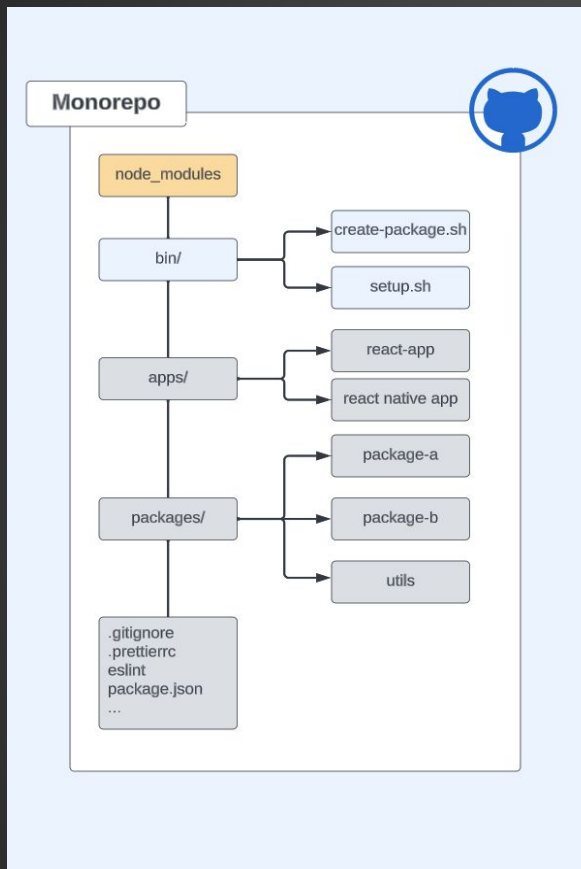 Monorepo
node_modules
bin/
create-package.sh
setup.sh
apps/
react-app
react native app
packages/
package-a
package-b
utils
.gitignore
.prettierrc
eslint
package.json
...